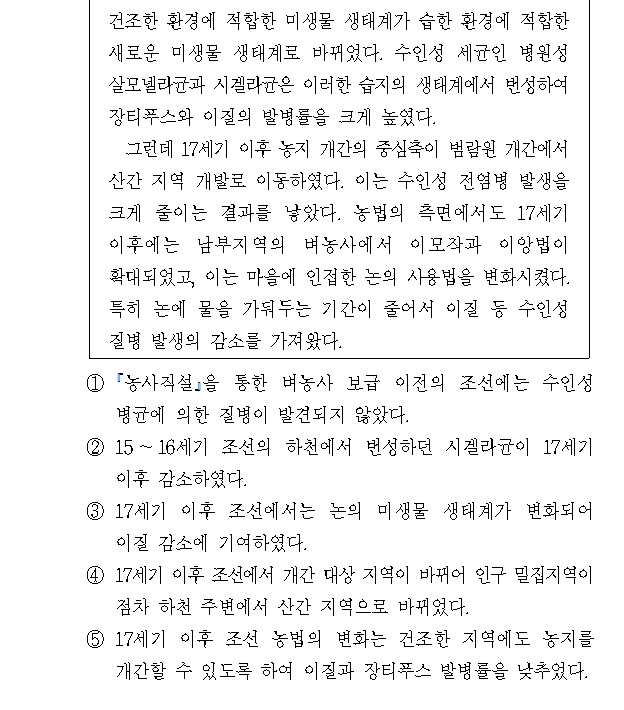 건조한 환경에 적합한 미생물 생태계가 습한 환경에 적합한
새로운 미생물 생태계로 바뀌었다. 수인성 세균인 병원성
살모넬라균과 시겔라균은 이러한 습지의 생태계에서 번성하여
장티푸스와 이질의 발병률을 크게 높였다.
그런데 17세기 이후 농지 개간의 중심축이 범람원 개간에서
산간 지역 개발로 이동하였다. 이는 수인성 전염병 발생을
크게 줄이는 결과를 낳았다. 농법의 측면에서도 17세기
이후에는 남부지역의 벼농사에서 이모작과 이앙법이
확대되었고, 이는 마을에 인접한 논의 사용법을 변화시켰다.
특히 논에 물을 가둬두는 기간이 줄어서 이질 등 수인성
질병 발생의 감소를 가져왔다.
① 『농사직설』을 통한 벼농사 보급 이전의 조선에는 수인성
병균에 의한 질병이 발견되지 않았다.
② 15 ~ 16세기 조선의 하천에서 번성하던 시겔라균이 17세기
이후 감소하였다.
③ 17세기 이후 조선에서는 논의 미생물 생태계가 변화되어
이질 감소에 기여하였다.
④ 17세기 이후 조선에서 개간 대상 지역이 바뀌어 인구 밀집지역이
점차 하천 주변에서 산간 지역으로 바뀌었다.
⑤ 17세기 이후 조선 농법의 변화는 건조한 지역에도 농지를
개간할 수 있도록 하여 이질과 장티푸스 발병률을 낮추었다.